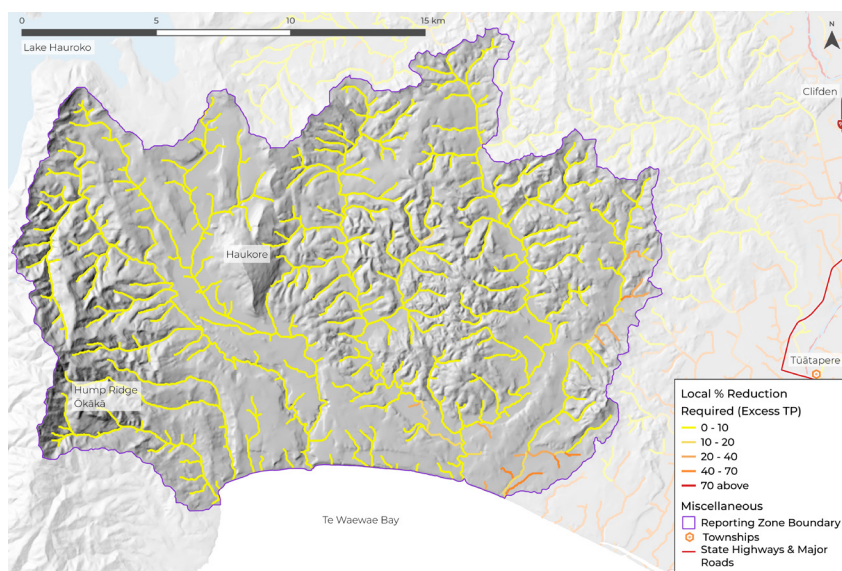 0 5 10 15 km
Lake Hauroko
N
Clifden
Haukore
Tūātapere
Hump Ridge
Ōkākā
Te Waewae Bay
Local % Reduction
Required (Excess TP)
0 - 10
10 - 20
20 - 40
40 - 70
70 above
Miscellaneous
Reporting Zone Boundary
Townships
State Highways & Major
Roads